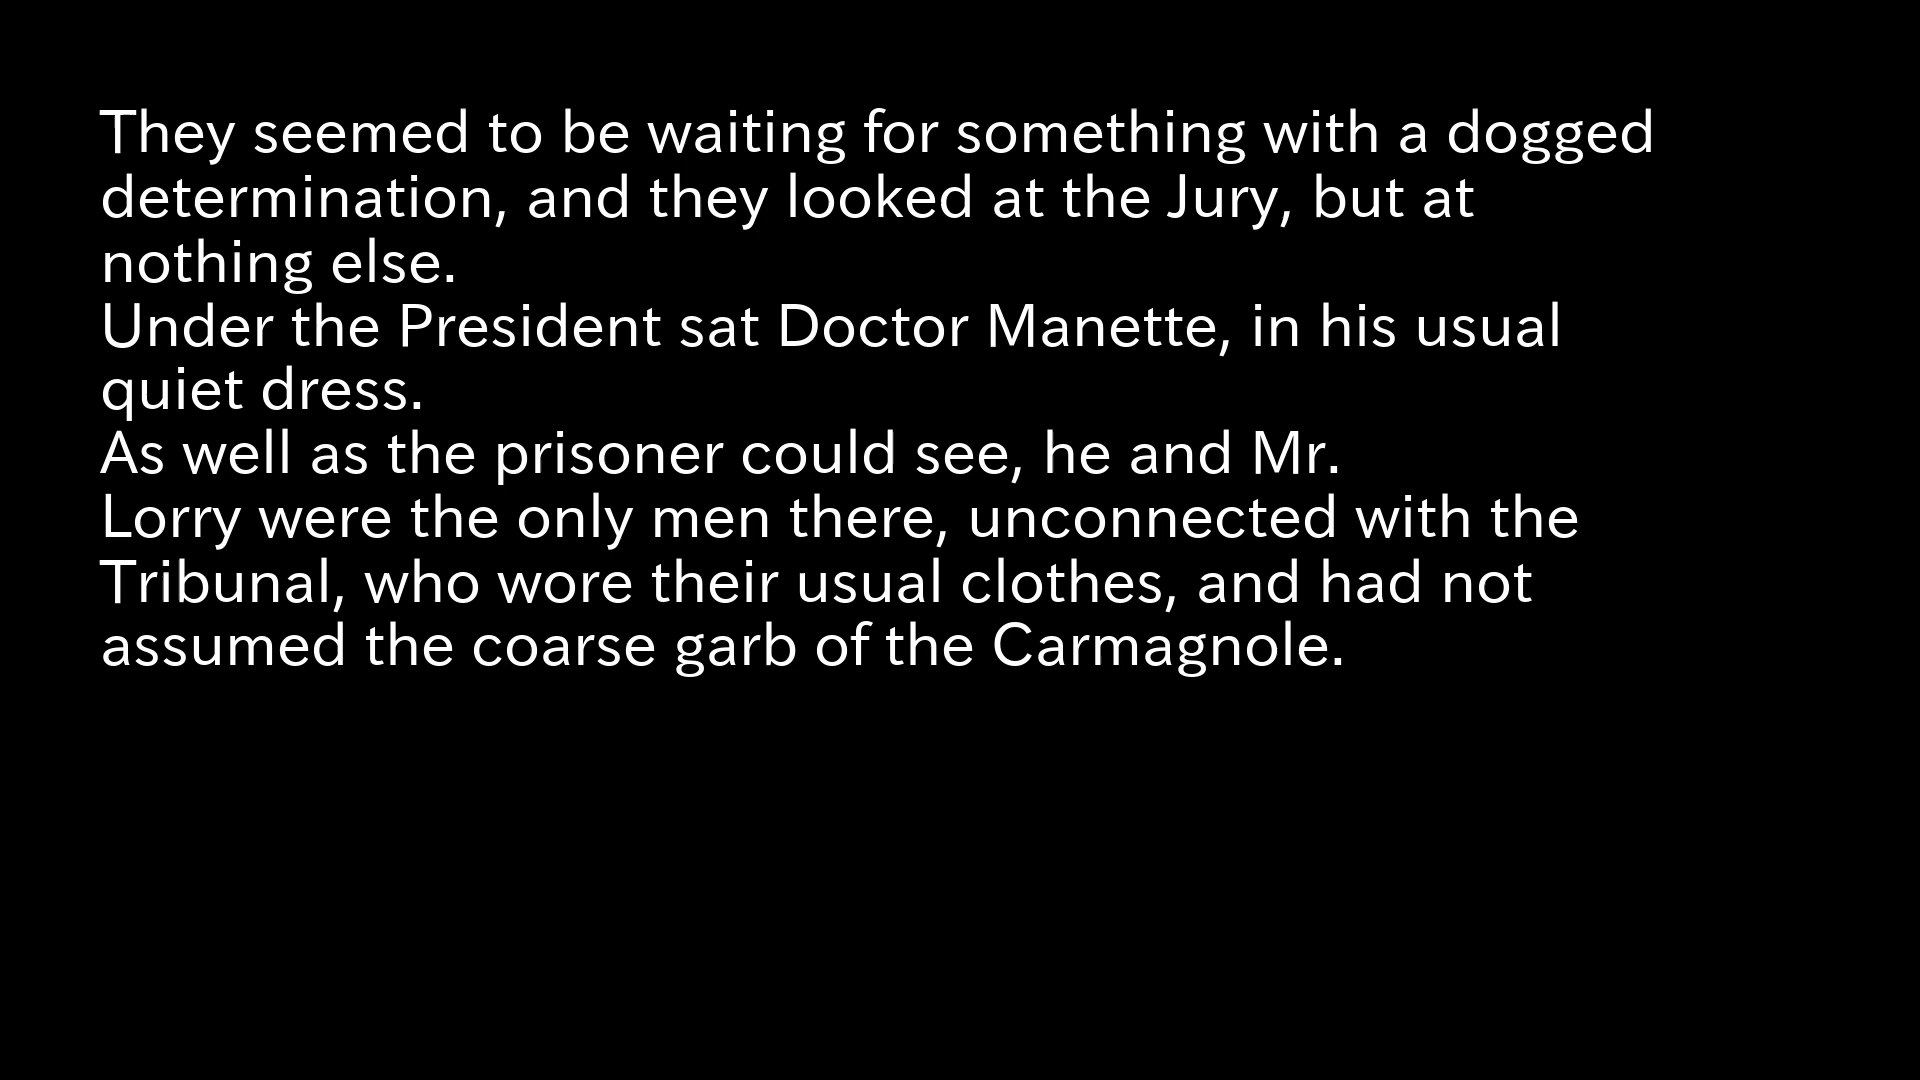 They seemed to be waiting for something with a dogged
determination, and they looked at the Jury, but at
nothing else.
Under the President sat Doctor Manette, in his usual
quiet dress.
As well as the prisoner could see, he and Mr.
Lorry were the only men there, unconnected with the
Tribunal, who wore their usual clothes, and had not
assumed the coarse garb of the Carmagnole.